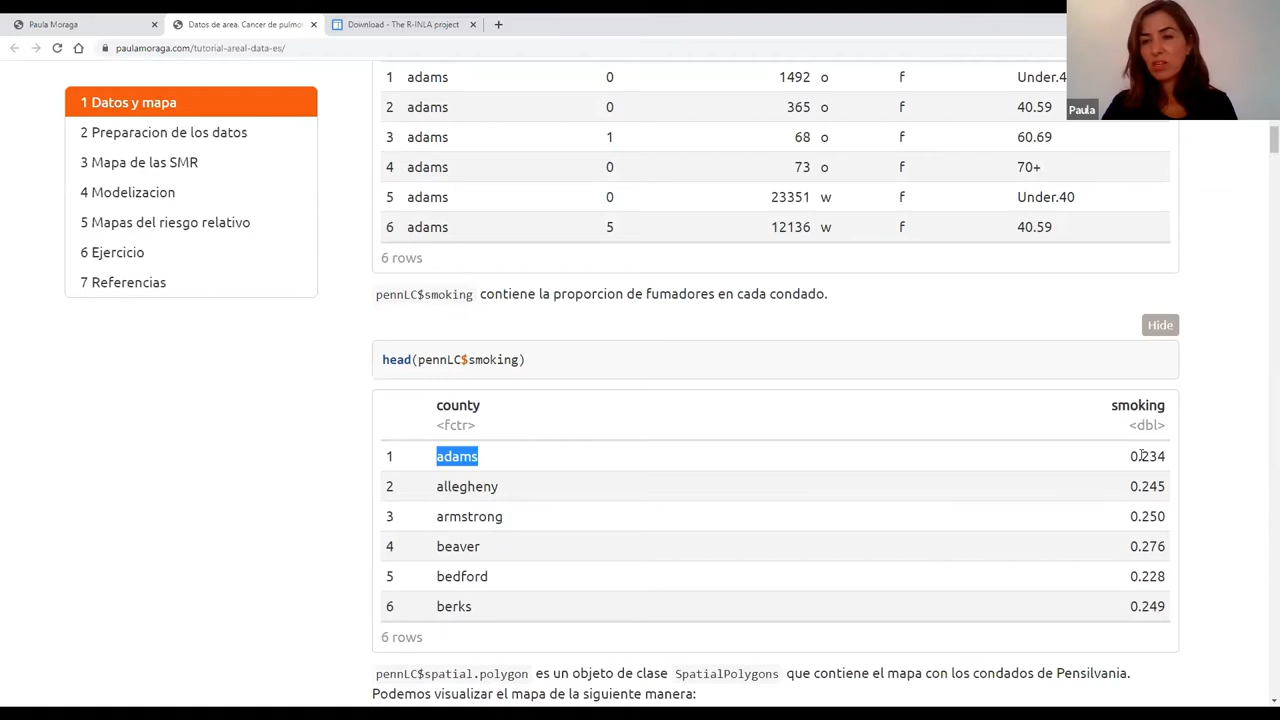 Paula Moraga
Datos de area. Cancer de pulmo
Download - The R-INLA project
paulamoraga.com/tutorial-areal-data-es/
Paula
1 Datos y mapa
2 Preparacion de los datos
3 Mapa de las SMR
4 Modelizacion
5 Mapas del riesgo relativo
6 Ejercicio
7 Referencias
1 adams 0 1492 o f Under.4
2 adams 0 365 o f 40.59
3 adams 1 68 o f 60.69
4 adams 0 73 o f 70+
5 adams 0 23351 w f Under.40
6 adams 5 12136 w f 40.59
6 rows
pennLC$smoking contiene la proporcion de fumadores en cada condado.
Hide
head(pennLC$smoking)
county smoking
<fctr> <dbl>
1 adams 0.234
2 allegheny 0.245
3 armstrong 0.250
4 beaver 0.276
5 bedford 0.228
6 berks 0.249
6 rows
pennLC$spatial.polygon es un objeto de clase SpatialPolygons que contiene el mapa con los condados de Pensilvania.
Podemos visualizar el mapa de la siguiente manera: